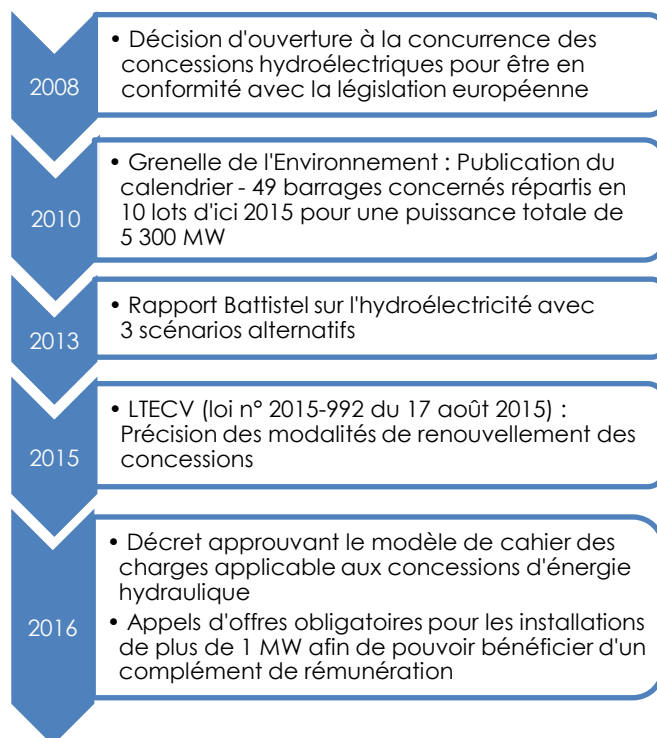 2008
• Décision d'ouverture à la concurrence des
concessions hydroélectriques pour être en
conformité avec la législation européenne
2010
• Grenelle de l'Environnement : Publication du
calendrier - 49 barrages concernés répartis en
10 lots d'ici 2015 pour une puissance totale de
5 300 MW
2013
• Rapport Battistel sur l'hydroélectricité avec
3 scénarios alternatifs
2015
• LTECV (loi n° 2015-992 du 17 août 2015) :
Précision des modalités de renouvellement des
concessions
2016
• Décret approuvant le modèle de cahier des
charges applicable aux concessions d'énergie
hydraulique
• Appels d'offres obligatoires pour les installations
de plus de 1 MW afin de pouvoir bénéficier d'un
complément de rémunération